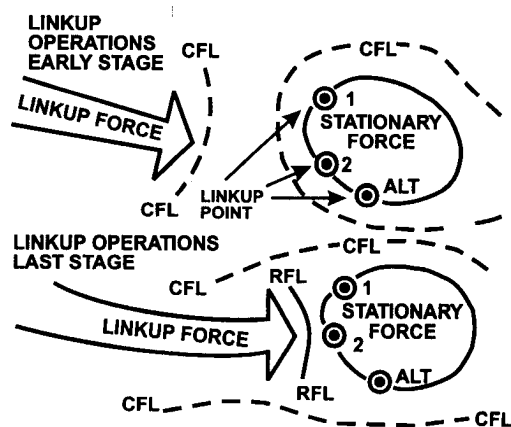 LINKUP
OPERATIONS
EARLY STAGE
CFL
CFL
LINKUP FORCE
1
STATIONARY
FORCE
2
ALT
LINKUP
POINT
CFL
LINKUP OPERATIONS
LAST STAGE
CFL
CFL
RFL
1
STATIONARY
FORCE
LINKUP FORCE
2
ALT
RFL
CFL
CFL